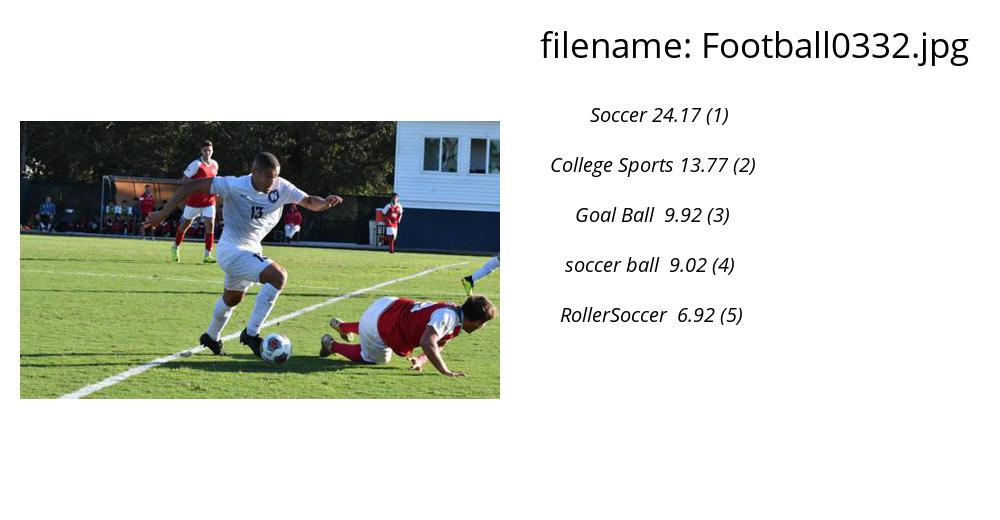 filename: Football0332.jpg
Soccer 24.17 (1)
College Sports 13.77 (2)
Goal Ball 9.92 (3)
soccer ball 9.02 (4)
RollerSoccer 6.92 (5)
13